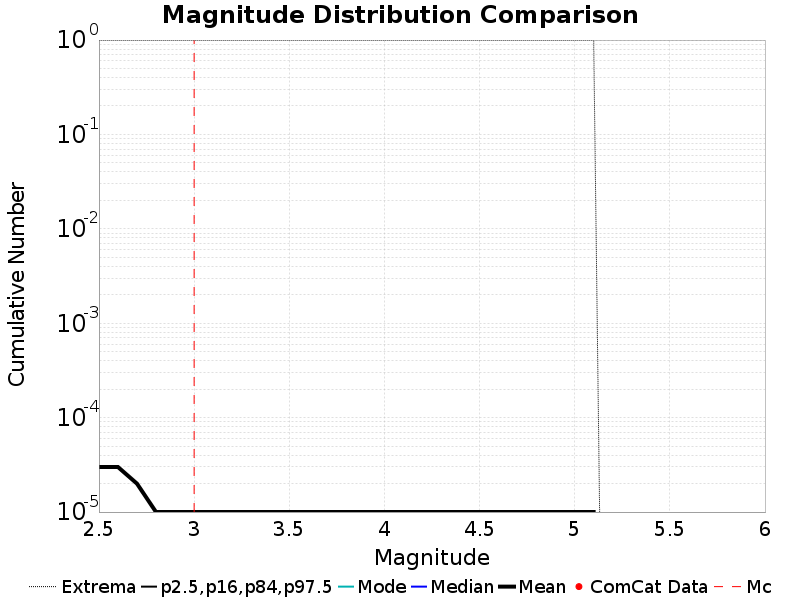 Magnitude Distribution Comparison
Cumulative Number
10^0
10^-1
10^-2
10^-3
10^-4
10^-5
2.5 3 3.5 4 4.5 5 5.5 6
Magnitude
Extrema p2.5,p16,p84,p97.5 Mode Median Mean ComCat Data Mc